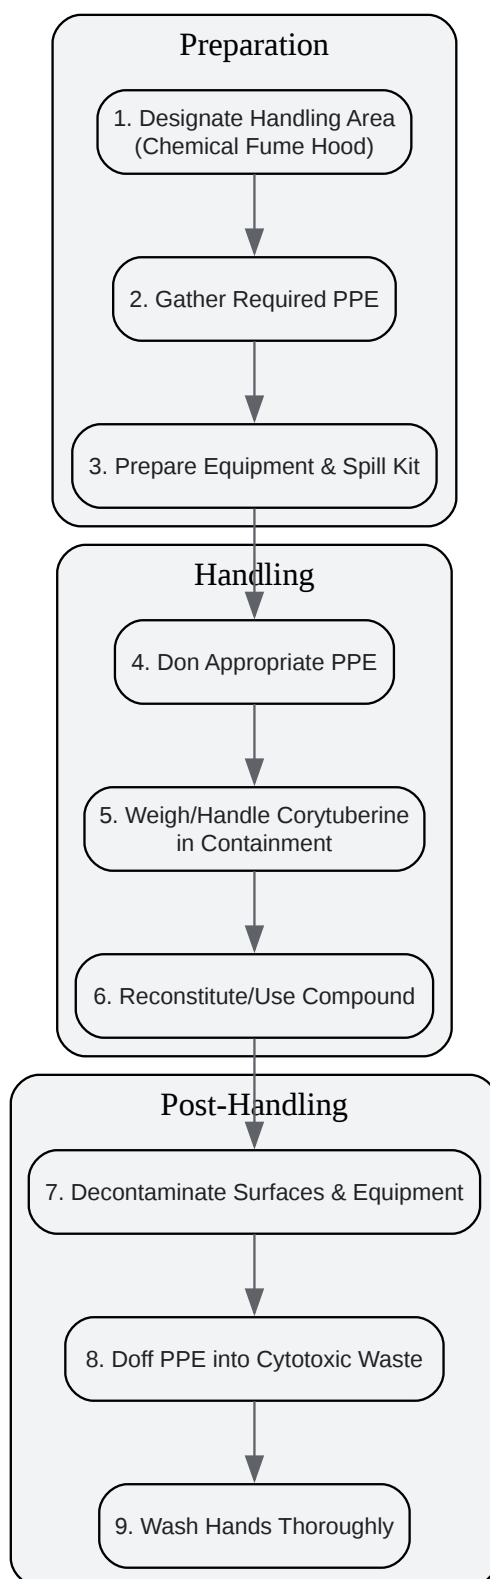 Preparation
1. Designate Handling Area
(Chemical Fume Hood)
2. Gather Required PPE
3. Prepare Equipment & Spill Kit
Handling
4. Don Appropriate PPE
5. Weigh/Handle Corytuberine
in Containment
6. Reconstitute/Use Compound
Post-Handling
7. Decontaminate Surfaces & Equipment
8. Doff PPE into Cytotoxic Waste
9. Wash Hands Thoroughly